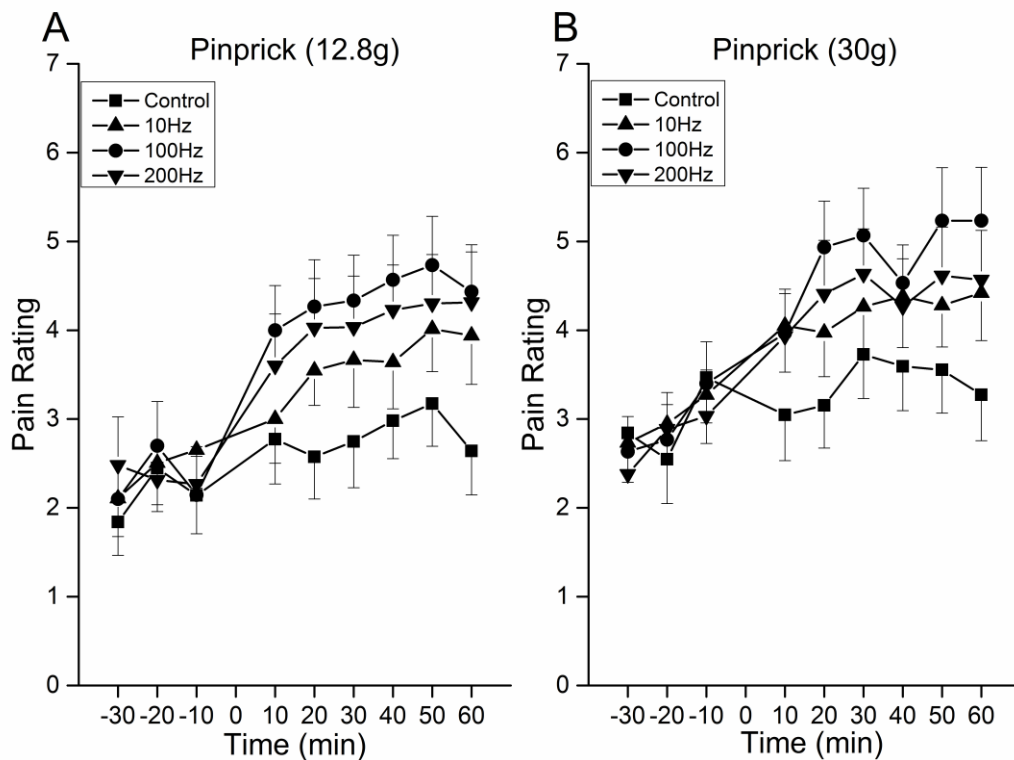 A
Pinprick (12.8g)
7
6
5
4
3
2
1
0
Pain Rating
Control
10Hz
100Hz
200Hz
-30 -20 -10 0 10 20 30 40 50 60
Time (min)
B
Pinprick (30g)
7
6
5
4
3
2
1
0
Pain Rating
Control
10Hz
100Hz
200Hz
-30 -20 -10 0 10 20 30 40 50 60
Time (min)